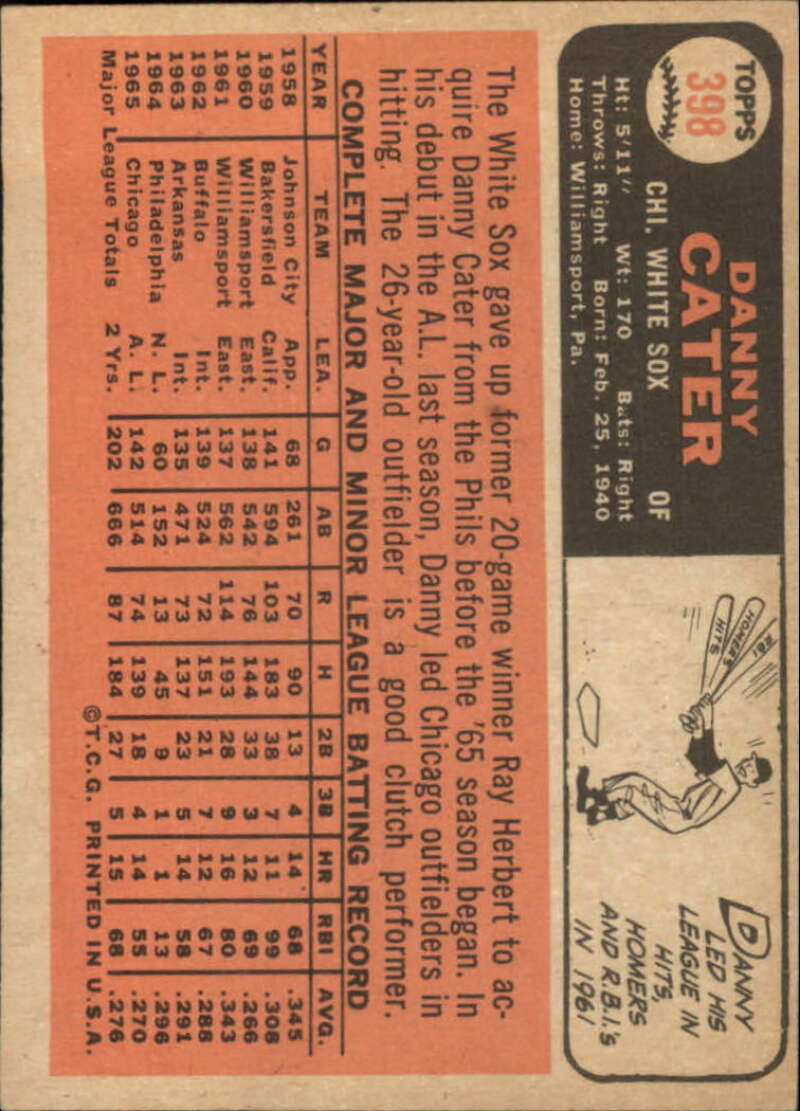 TOPPS
398
DANNY
CATER
OF
CHI. WHITE SOX
Ht: 5'11" Wt: 170 Bats: Right
Throws: Right Born: Feb. 25, 1940
Home: Williamsport, Pa.
RBI
HOMERS
HITS
DANNY
LED HIS
LEAGUE IN
HITS,
HOMERS
AND R.B.I.'s
IN 1961
The White Sox gave up former 20-game winner Ray Herbert to ac-
quire Danny Cater from the Phils before the '65 season began. In
his debut in the A.L. last season, Danny led Chicago outfielders in
hitting. The 26-year-old outfielder is a good clutch performer.
COMPLETE MAJOR AND MINOR LEAGUE BATTING RECORD
YEAR TEAM LEA. G AB R H 2B 3B HR RBI AVG.
1958 Johnson City App. 68 261 70 90 13 4 14 68 .345
1959 Bakersfield Calif. 141 594 103 183 38 7 11 99 .308
1960 Williamsport East. 138 542 76 144 33 3 12 69 .266
1961 Williamsport East. 137 562 114 193 28 9 16 80 .343
1962 Buffalo Int. 139 524 72 151 21 7 12 67 .288
1963 Arkansas Int. 135 471 73 137 23 5 14 58 .291
1964 Philadelphia N. L. 60 152 13 45 9 1 1 13 .296
1965 Chicago A. L. 142 514 74 139 18 4 14 55 .270
Major League Totals 2 Yrs. 202 666 87 184 27 5 15 68 .276
©T.C.G. PRINTED IN U.S.A.